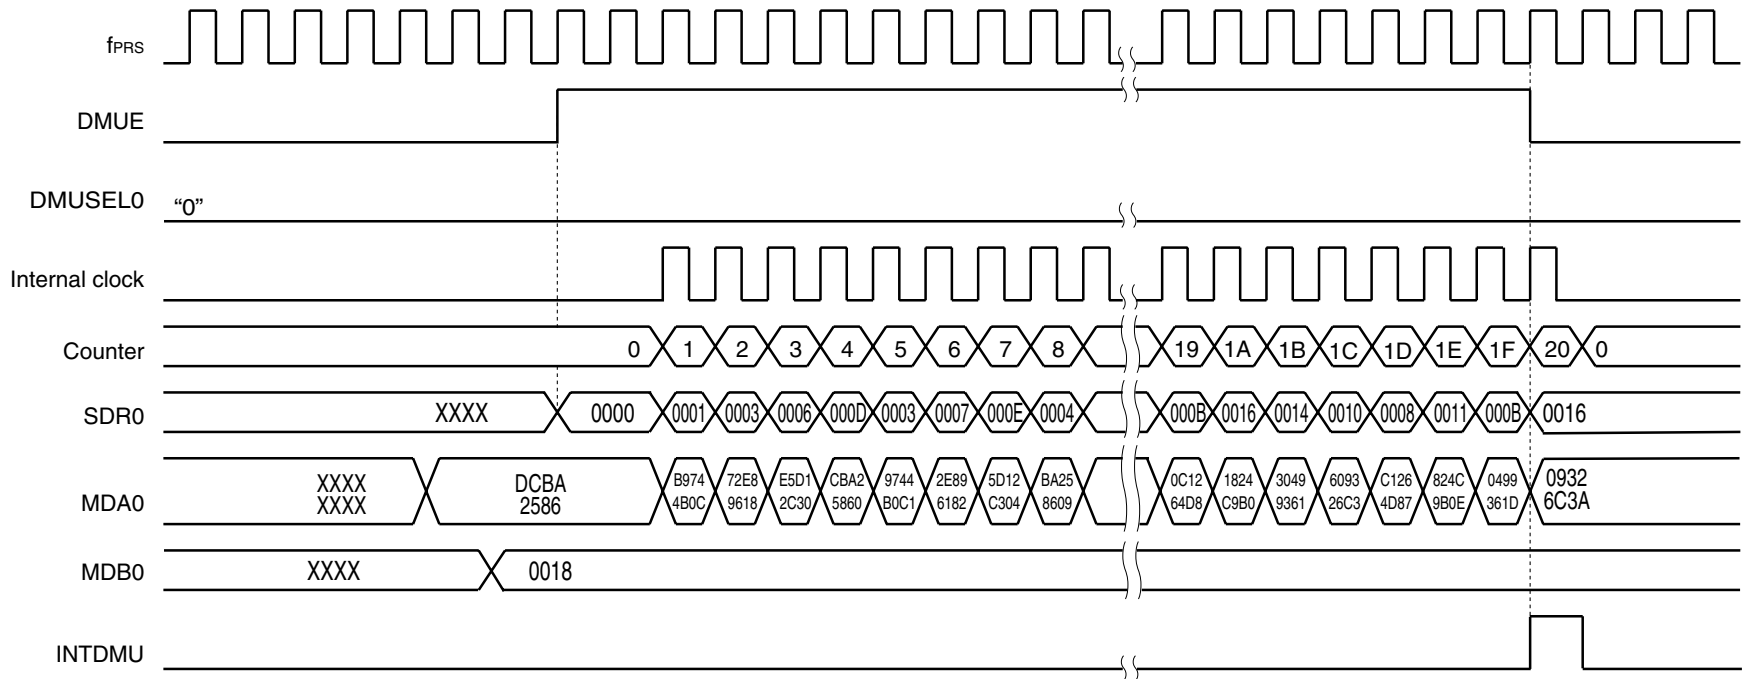 fPRS
DMUE
DMUSEL0 “0”
Internal clock
Counter 0 1 2 3 4 5 6 7 8 19 1A 1B 1C 1D 1E 1F 20 0
SDR0 XXXX 0000 0001 0003 0006 000D 0003 0007 000E 0004 000B 0016 0014 0010 0008 0011 000B 0016
MDA0
XXXX DCBA B974 72E8 E5D1 CBA2 9744 2E89 5D12 BA25 0C12 1824 3049 6093 C126 824C 0499 0932
XXXX 2586 4B0C 9618 2C30 5860 B0C1 6182 C304 8609 64D8 C9B0 9361 26C3 4D87 9B0E 361D 6C3A
MDB0 XXXX 0018
INTDMU